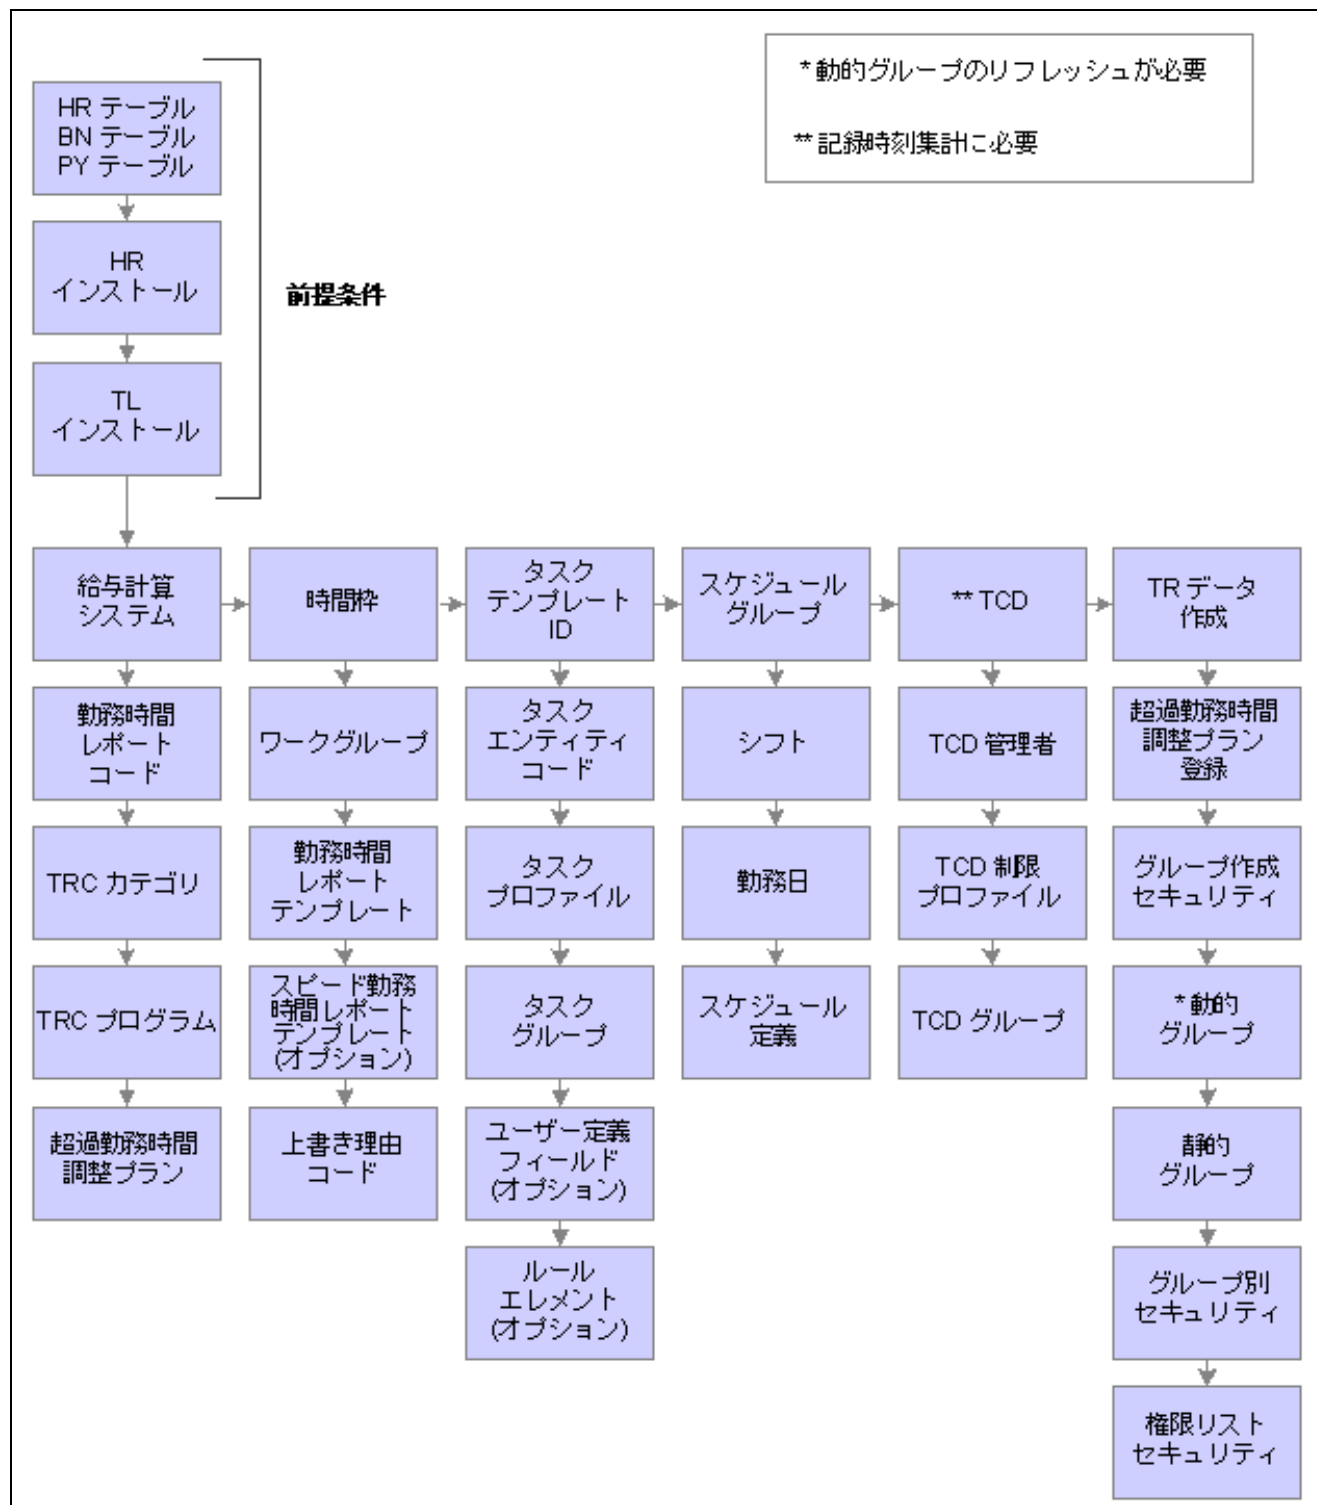 *動的グループのリフレッシュが必要
**記録時刻集計に必要
HR テーブル
BN テーブル
PY テーブル
HR
インストール
前提条件
TL
インストール
給与計算
システム
時間枠
タスク
テンプレート
ID
スケジュール
グループ
** TCD
TR データ
作成
勤務時間
レポート
コード
ワークグループ
タスク
エンティティ
コード
シフト
TCD 管理者
超過勤務時間
調整プラン
登録
TRC カテゴリ
勤務時間
レポート
テンプレート
タスク
プロファイル
勤務日
TCD 制限
プロファイル
グループ作成
セキュリティ
TRC プログラム
スピード勤務
時間レポート
テンプレート
(オプション)
タスク
グループ
スケジュール
定義
TCD グループ
*動的
グループ
超過勤務時間
調整プラン
上書き理由
コード
ユーザー定義
フィールド
(オプション)
静的
グループ
ルール
エレメント
(オプション)
グループ別
セキュリティ
権限リスト
セキュリティ